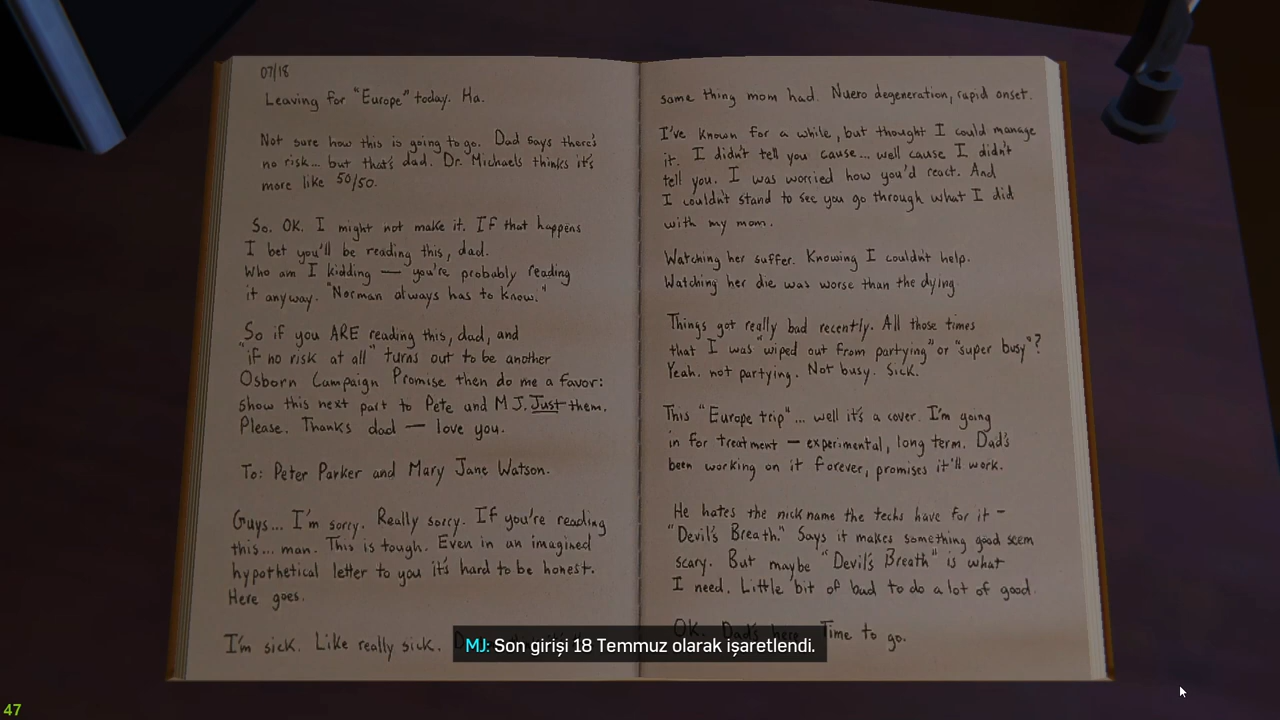 07/18
Leaving for "Europe" today. Ha.
Not sure how this is going to go. Dad says there's
no risk... but that's dad. Dr. Michaels thinks it's
more like 50/50.
So. OK. I might not make it. If that happens
I bet you'll be reading this, dad.
Who am I kidding — you're probably reading
it anyway. "Norman always has to know."
So if you ARE reading this, dad, and
"if no risk at all" turns out to be another
Osborn Campaign Promise then do me a favor:
show this next part to Pete and MJ. Just them.
Please. Thanks dad — love you.
To: Peter Parker and Mary Jane Watson.
Guys... I'm sorry. Really sorry. If you're reading
this... man. This is tough. Even in an imagined
hypothetical letter to you it's hard to be honest.
Here goes.
I'm sick. Like really sick.
same thing mom had. Nuero degeneration, rapid onset.
I've known for a while, but thought I could manage
it. I didn't tell you cause... well cause I didn't
tell you. I was worried how you'd react. And
I couldn't stand to see you go through what I did
with my mom.
Watching her suffer. Knowing I couldn't help.
Watching her die was worse than the dying
Things got really bad recently. All those times
that I was "wiped out from partying" or "super busy"?
Yeah. not partying. Not busy. Sick.
This "Europe trip"... well it's a cover. I'm going
in for treatment — experimental, long term. Dad's
been working on it forever, promises it'll work.
He hates the nickname the techs have for it -
"Devil's Breath." Says it makes something good seem
scary. But maybe "Devil's Breath" is what
I need. Little bit of bad to do a lot of good.
OK. Dad's here. Time to go.
MJ: Son girişi 18 Temmuz olarak işaretlendi.
47